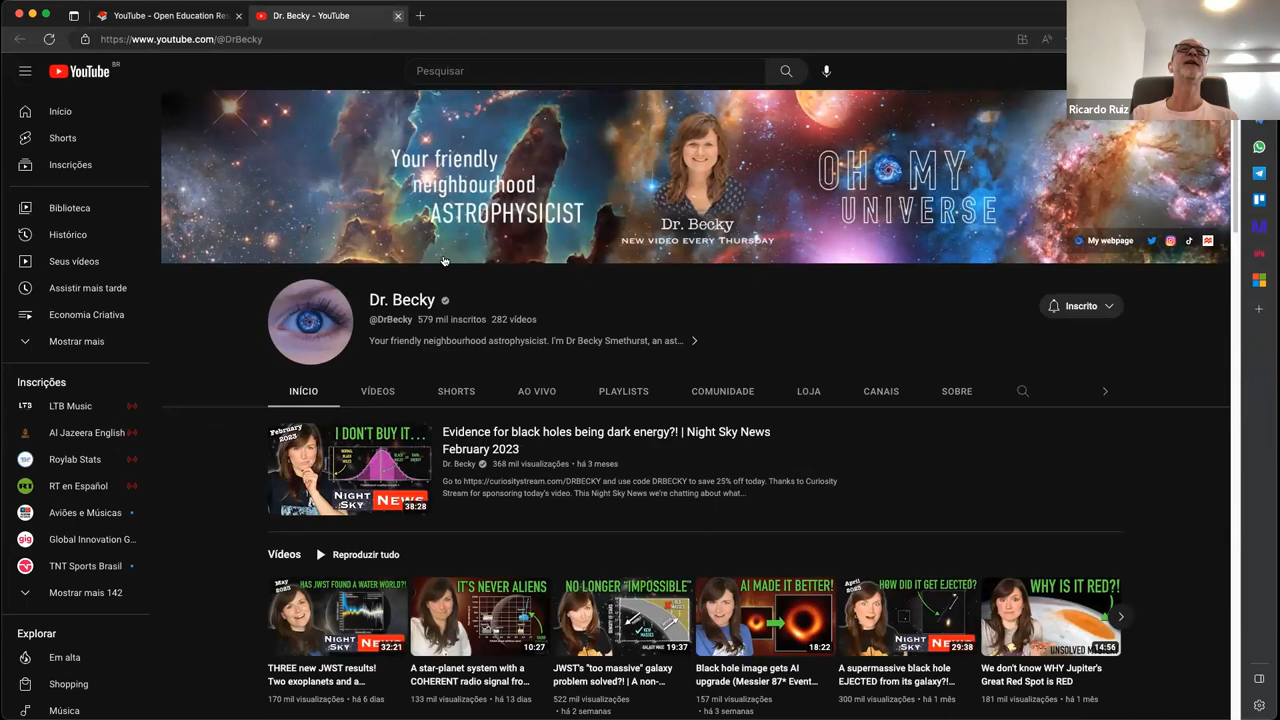 YouTube - Open Education Res
Dr. Becky - YouTube
https://www.youtube.com/@DrBecky
YouTube BR
Pesquisar
Ricardo Ruiz
Início
Shorts
Inscrições
Biblioteca
Histórico
Seus vídeos
Assistir mais tarde
Economia Criativa
Mostrar mais
Inscrições
LTB Music
Al Jazeera English
Roylab Stats
RT en Español
Aviões e Músicas
Global Innovation G...
TNT Sports Brasil
Mostrar mais 142
Explorar
Em alta
Shopping
Música
Your friendly
neighbourhood
ASTROPHYSICIST
Dr. Becky
NEW VIDEO EVERY THURSDAY
OH MY
UNIVERSE
My webpage
Dr. Becky
@DrBecky 579 mil inscritos 282 vídeos
Your friendly neighbourhood astrophysicist. I'm Dr Becky Smethurst, an ast...
Inscrito
INÍCIO VÍDEOS SHORTS AO VIVO PLAYLISTS COMUNIDADE LOJA CANAIS SOBRE
February
2023
I DON'T BUY IT...
NIGHT
SKY
NEWS
38:28
Evidence for black holes being dark energy?! | Night Sky News
February 2023
Dr. Becky 368 mil visualizações • há 3 meses
Go to https://curiositystream.com/DRBECKY and use code DRBECKY to save 25% off today. Thanks to Curiosity
Stream for sponsoring today's video. This Night Sky News we're chatting about what...
Vídeos Reproduzir tudo
May
2023
HAS JWST FOUND A WATER WORLD?!
NIGHT
SKY
NE
32:21
THREE new JWST results!
Two exoplanets and a...
170 mil visualizações • há 6 dias
IT'S NEVER ALIENS
10:27
A star-planet system with a
COHERENT radio signal fro...
133 mil visualizações • há 13 dias
NO LONGER "IMPOSSIBLE"
GALAXY MASS
19:37
JWST's "too massive" galaxy
problem solved?! | A non-...
522 mil visualizações
• há 2 semanas
AI MADE IT BETTER!
18:22
Black hole image gets AI
upgrade (Messier 87* Event...
157 mil visualizações
• há 3 semanas
April
2023
HOW DID IT GET EJECTED?
NIGHT
SKY
NE
29:38
A supermassive black hole
EJECTED from its galaxy?!...
300 mil visualizações • há 1 mês
WHY IS IT RED?!
UNSOLVED
14:56
We don't know WHY Jupiter's
Great Red Spot is RED
181 mil visualizações • há 1 mês